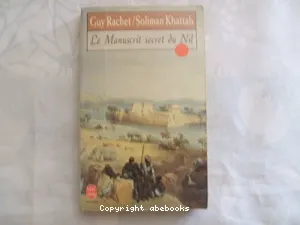 Guy Rachet/Soliman Khattab
Le Manuscrit secret du Nil
Copyright abebooks